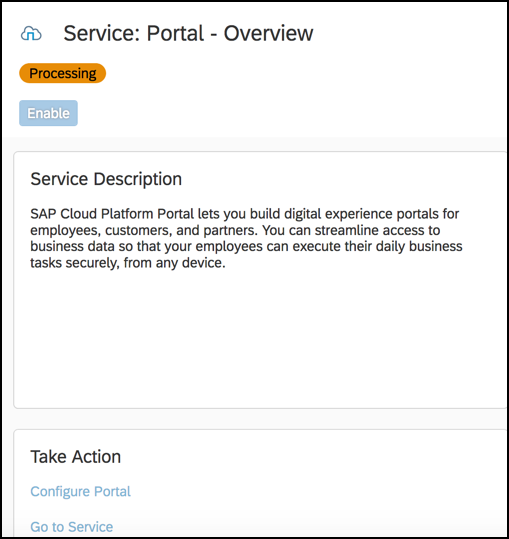 Service: Portal - Overview
Processing
Enable
Service Description
SAP Cloud Platform Portal lets you build digital experience portals for
employees, customers, and partners. You can streamline access to
business data so that your employees can execute their daily business
tasks securely, from any device.
Take Action
Configure Portal
Go to Service